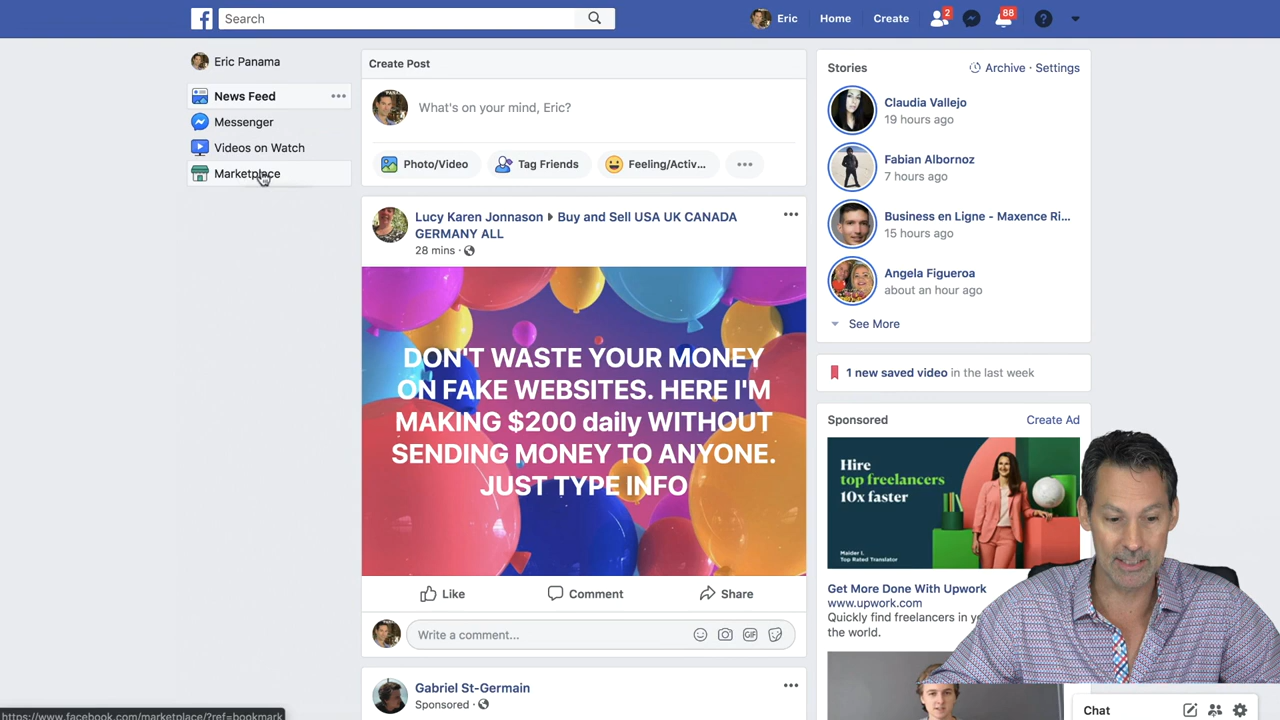 Search
Eric
Home
Create
2
88
Eric Panama
News Feed
Messenger
Videos on Watch
Marketplace
Create Post
What's on your mind, Eric?
Photo/Video
Tag Friends
Feeling/Activ...
Lucy Karen Jonnason ▸ Buy and Sell USA UK CANADA
GERMANY ALL
28 mins ·
DON'T WASTE YOUR MONEY
ON FAKE WEBSITES. HERE I'M
MAKING $200 daily WITHOUT
SENDING MONEY TO ANYONE.
JUST TYPE INFO
Like
Comment
Share
Write a comment...
GIF
Gabriel St-Germain
Sponsored ·
Stories
Archive · Settings
Claudia Vallejo
19 hours ago
Fabian Albornoz
7 hours ago
Business en Ligne - Maxence Ri...
15 hours ago
Angela Figueroa
about an hour ago
See More
1 new saved video in the last week
Sponsored
Create Ad
Hire
top freelancers
10x faster
Maider I.
Top Rated Translator
Get More Done With Upwork
www.upwork.com
Quickly find freelancers in
the world.
Chat
https://www.facebook.com/marketplace/?ref=bookmark